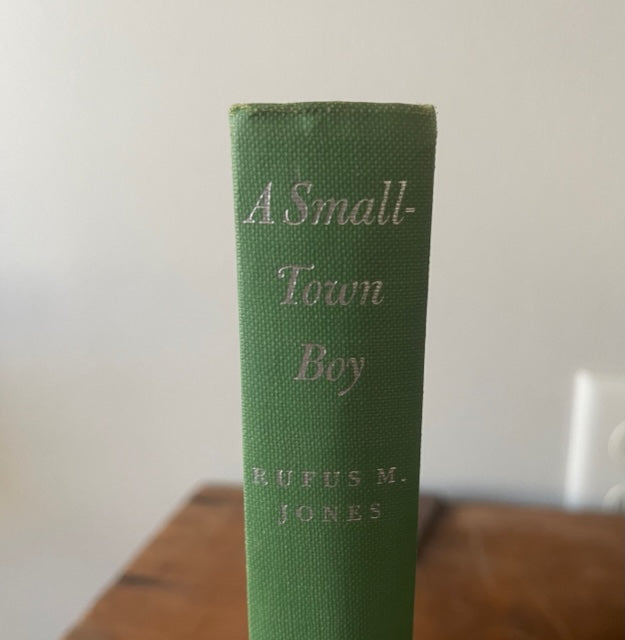 A Small-
Town
Boy
RUFUS M.
JONES